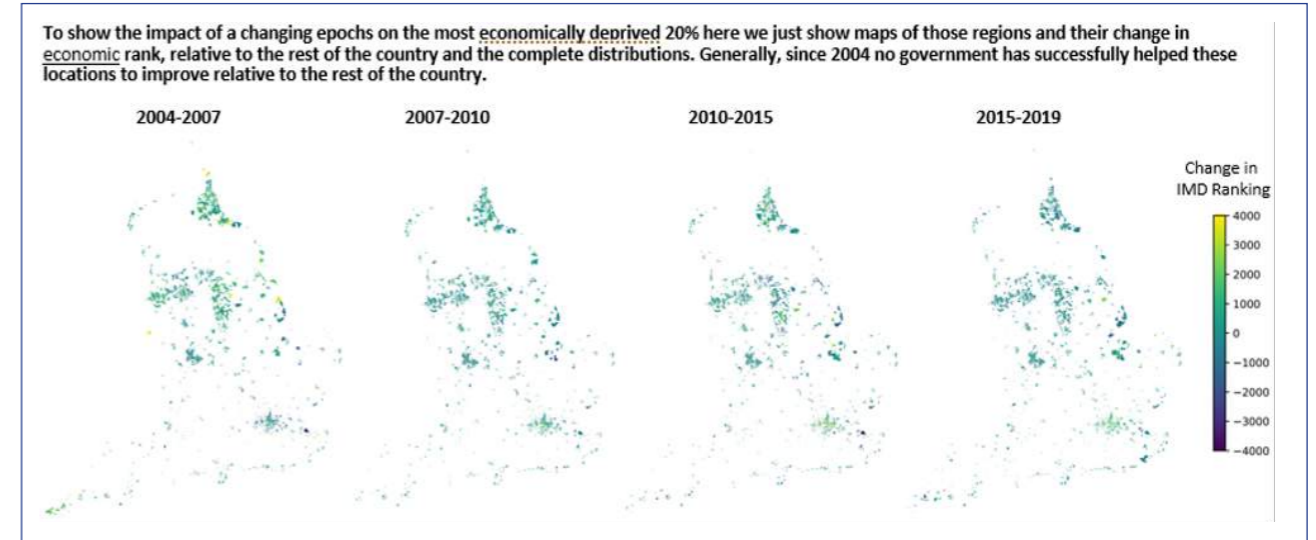 To show the impact of a changing epochs on the most economically deprived 20% here we just show maps of those regions and their change in
economic rank, relative to the rest of the country and the complete distributions. Generally, since 2004 no government has successfully helped these
locations to improve relative to the rest of the country.
2004-2007
2007-2010
2010-2015
2015-2019
Change in
IMD Ranking
4000
3000
2000
1000
0
−1000
−2000
−3000
−4000